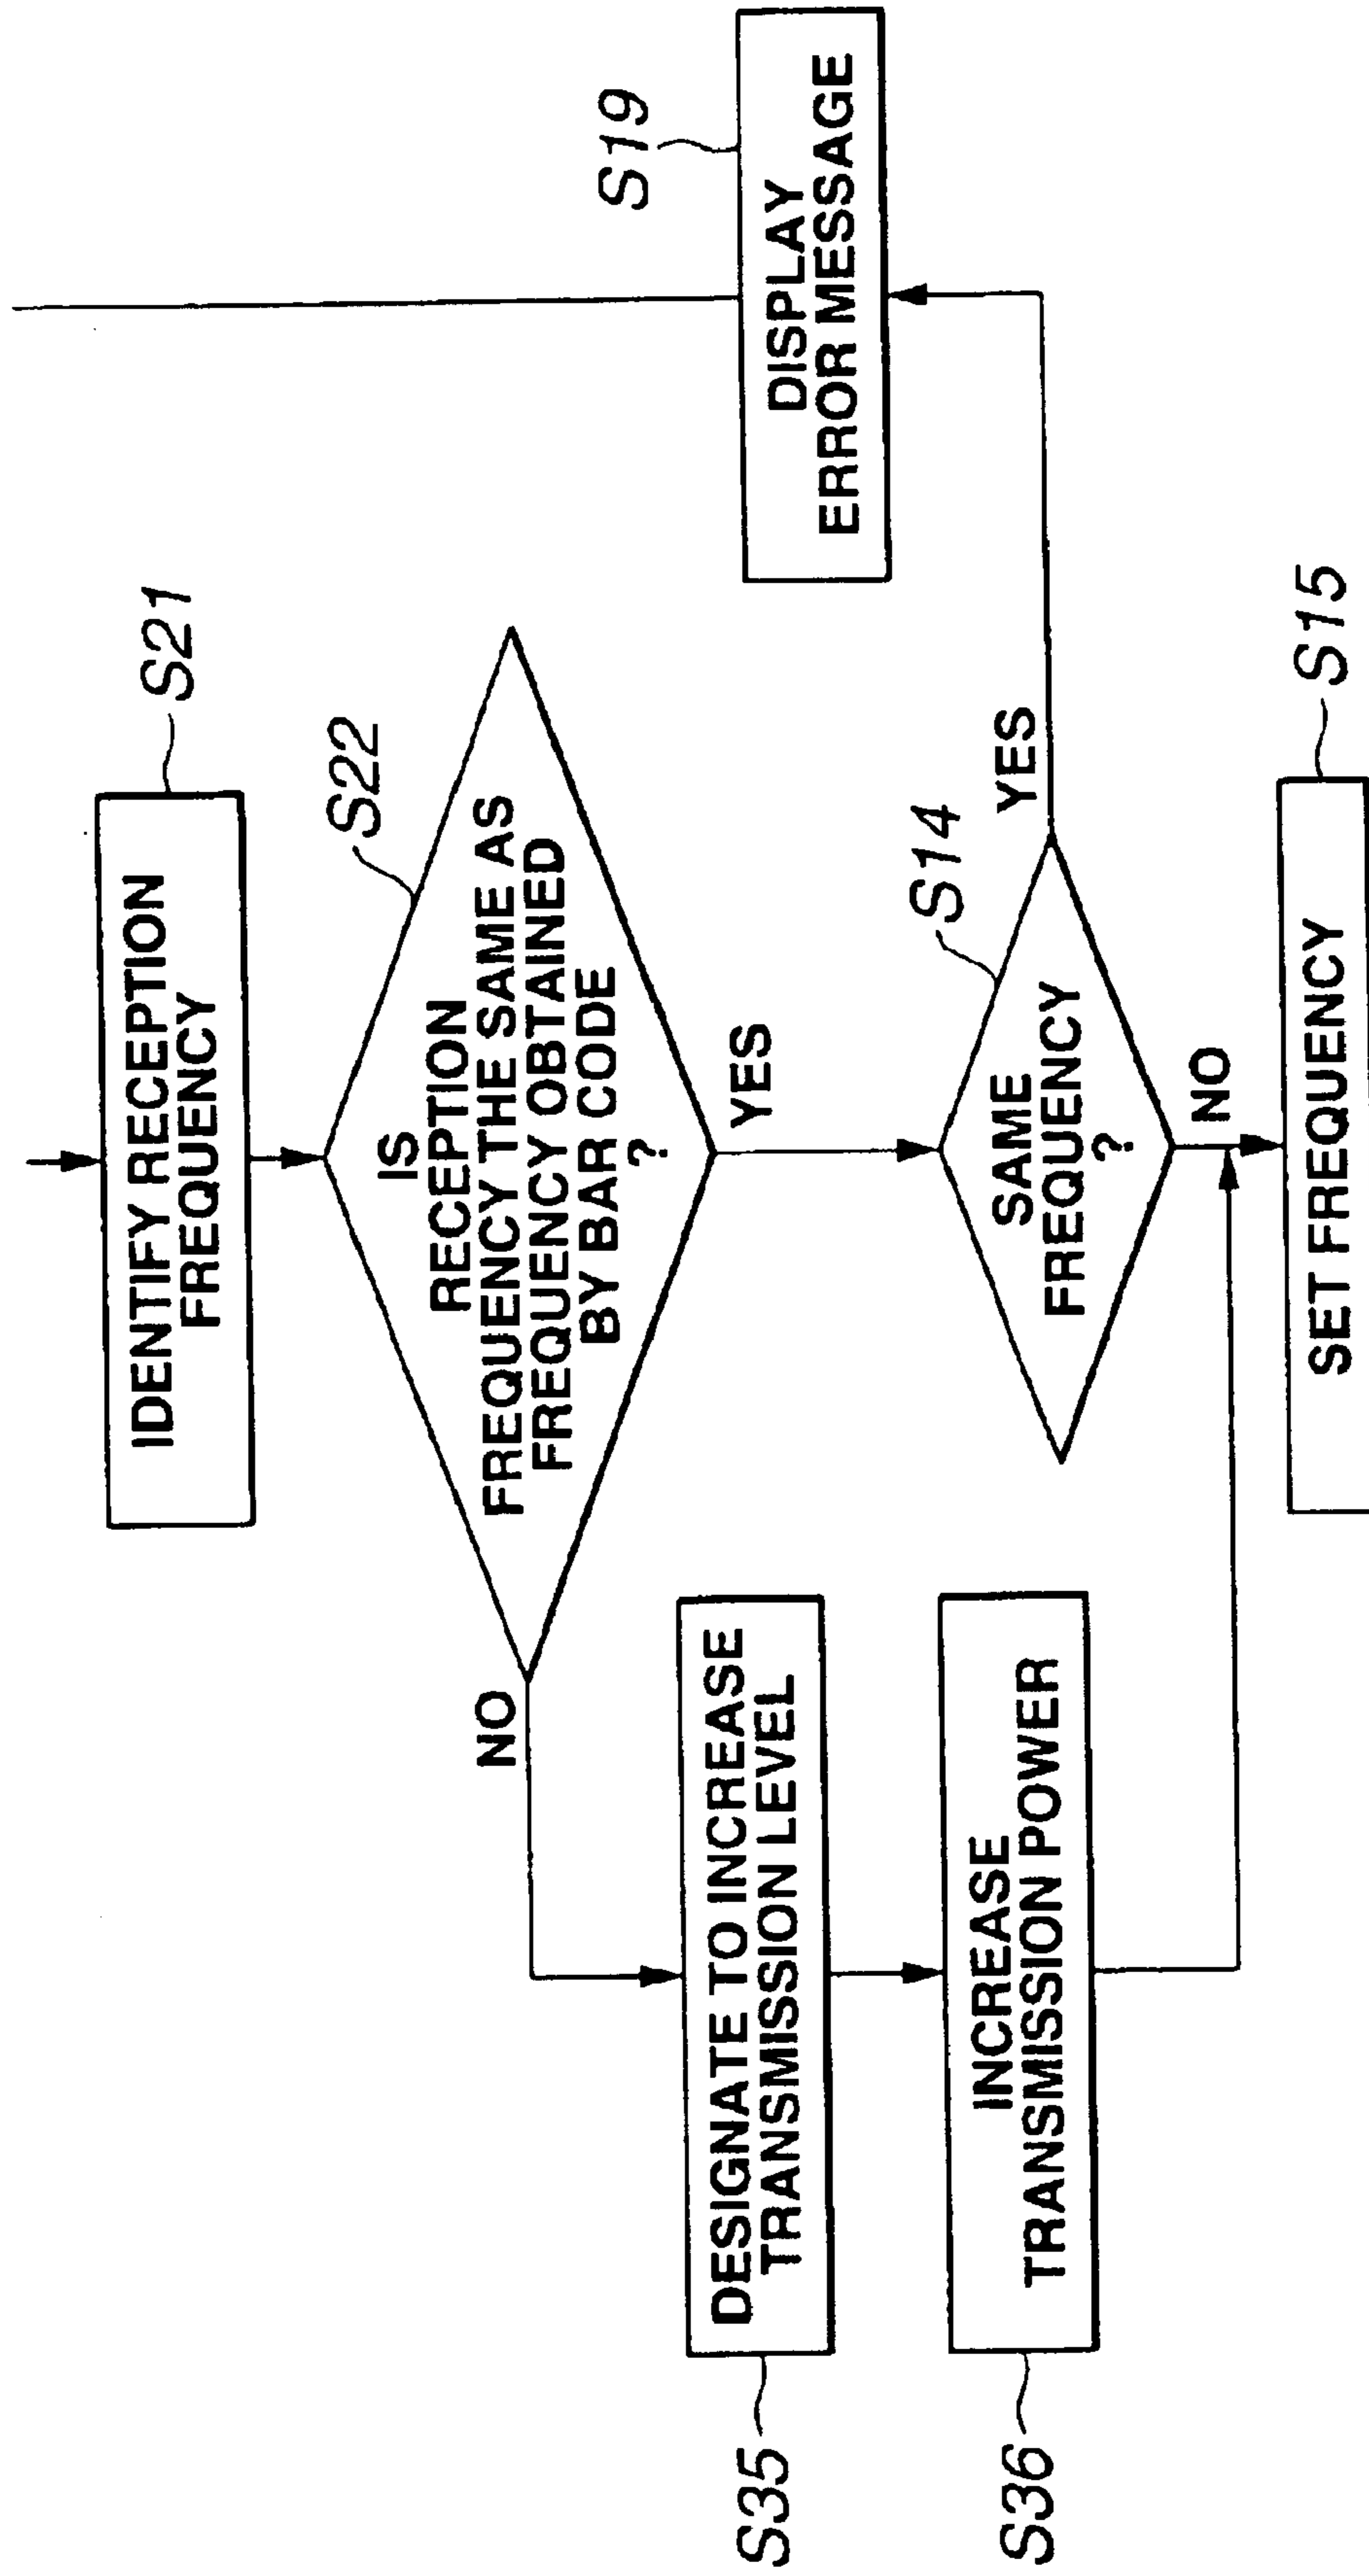 S21
IDENTIFY RECEPTION
FREQUENCY
S22
IS
RECEPTION
FREQUENCY THE SAME AS
FREQUENCY OBTAINED
BY BAR CODE
?
NO
YES
S35
DESIGNATE TO INCREASE
TRANSMISSION LEVEL
S19
DISPLAY
ERROR MESSAGE
S36
INCREASE
TRANSMISSION POWER
S14
SAME
FREQUENCY
?
YES
NO
S15
SET FREQUENCY